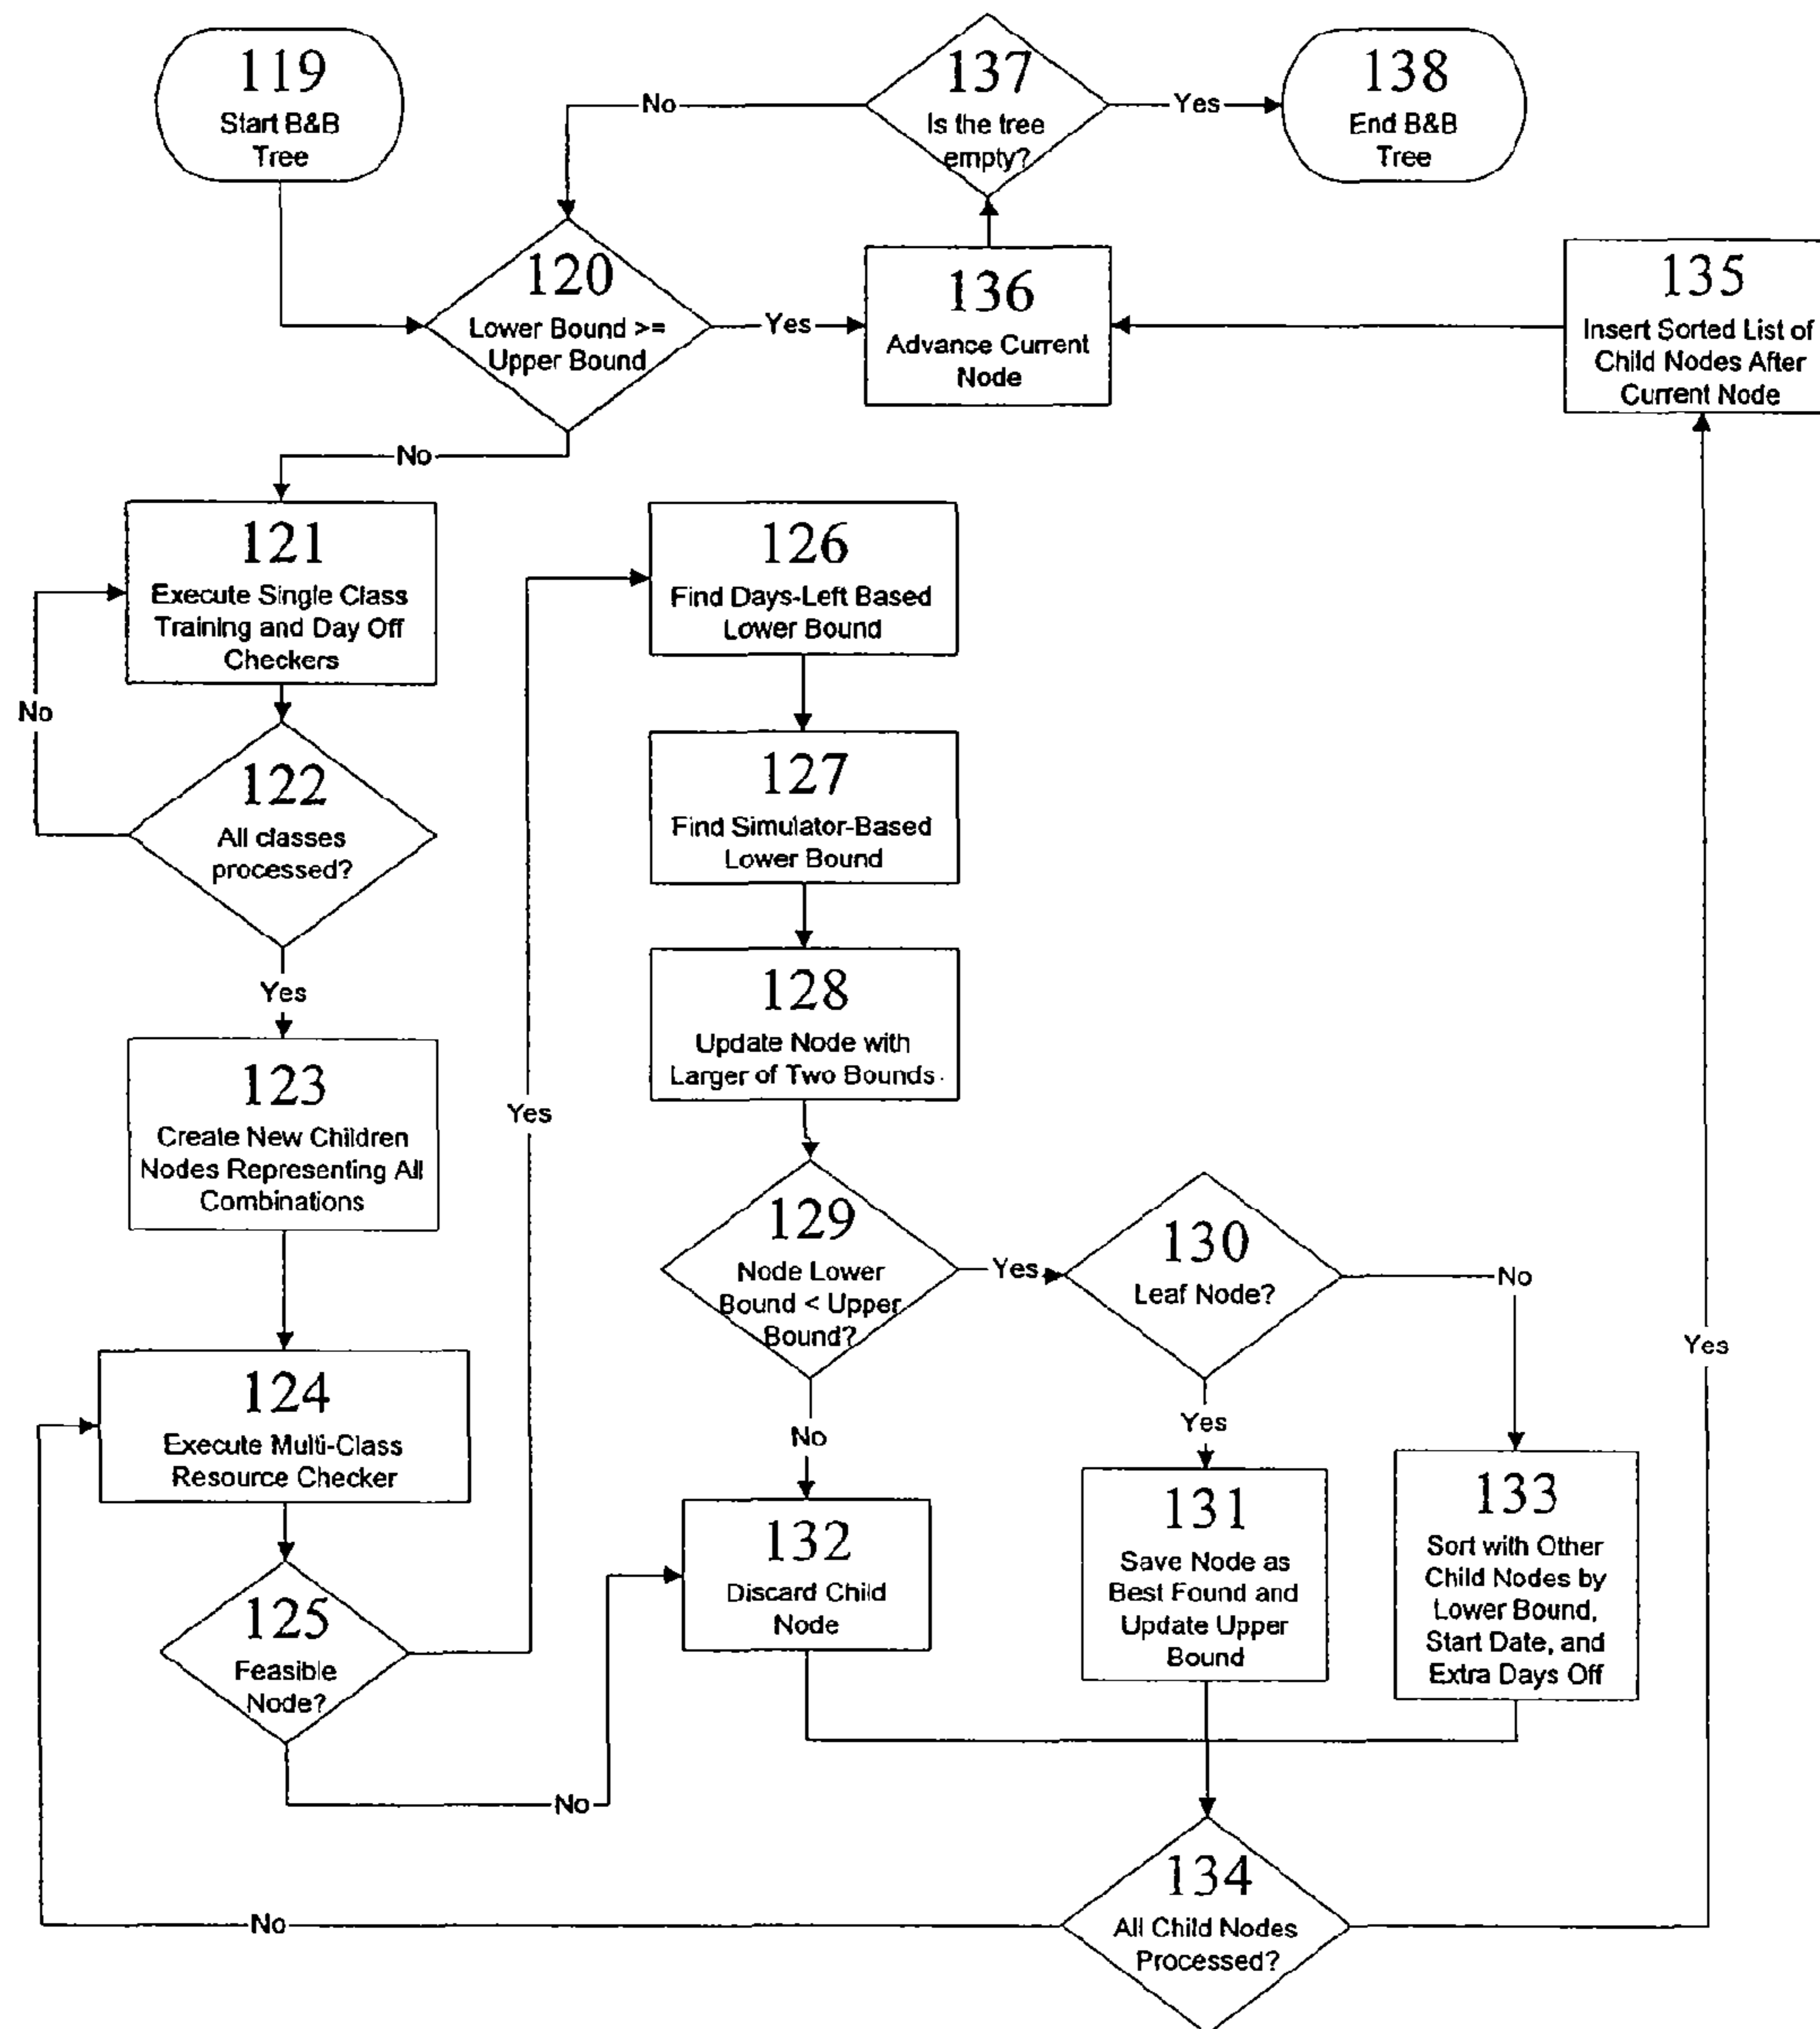 119
Start B&B
Tree
137
Is the tree
empty?
138
End B&B
Tree
No
Yes
120
Lower Bound >=
Upper Bound
Yes
136
Advance Current
Node
135
Insert Sorted List of
Child Nodes After
Current Node
No
121
Execute Single Class
Training and Day Off
Checkers
No
122
All classes
processed?
Yes
123
Create New Children
Nodes Representing All
Combinations
124
Execute Multi-Class
Resource Checker
125
Feasible
Node?
Yes
No
126
Find Days-Left Based
Lower Bound
127
Find Simulator-Based
Lower Bound
128
Update Node with
Larger of Two Bounds
129
Node Lower
Bound < Upper
Bound?
Yes
130
Leaf Node?
No
No
Yes
132
Discard Child
Node
131
Save Node as
Best Found and
Update Upper
Bound
133
Sort with Other
Child Nodes by
Lower Bound,
Start Date, and
Extra Days Off
Yes
134
All Child Nodes
Processed?
No